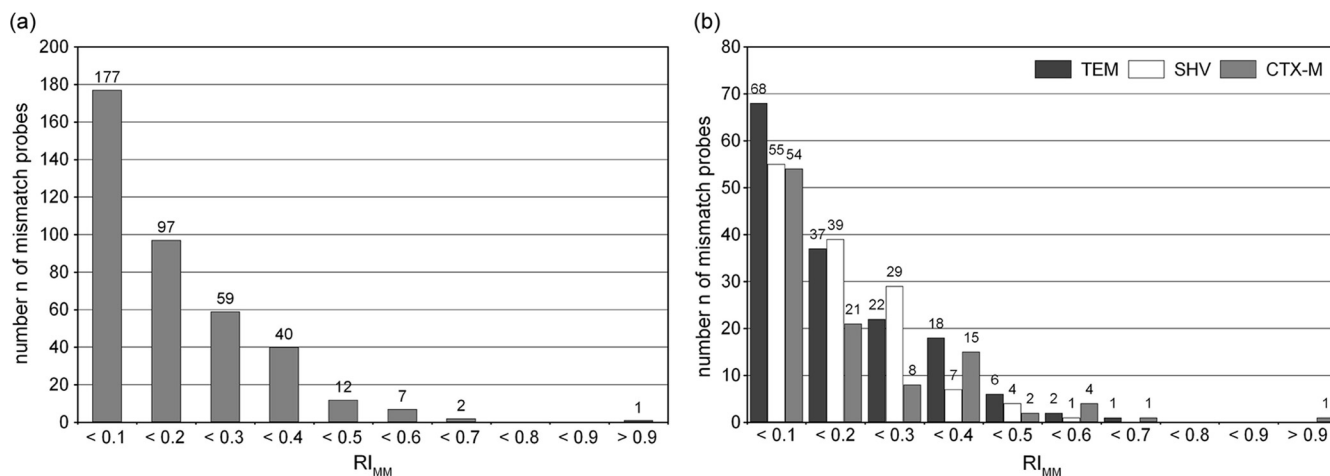 (a)
number n of mismatch probes
200
180
160
140
120
100
80
60
40
20
0
177
97
59
40
12
7
2
1
< 0.1 < 0.2 < 0.3 < 0.4 < 0.5 < 0.6 < 0.7 < 0.8 < 0.9 > 0.9
RI_MM
(b)
TEM SHV CTX-M
number n of mismatch probes
80
70
60
50
40
30
20
10
0
68 55 54
37 39 21
22 29 8
18 7 15
6 4 2
2 1 4
1 1
1
< 0.1 < 0.2 < 0.3 < 0.4 < 0.5 < 0.6 < 0.7 < 0.8 < 0.9 > 0.9
RI_MM